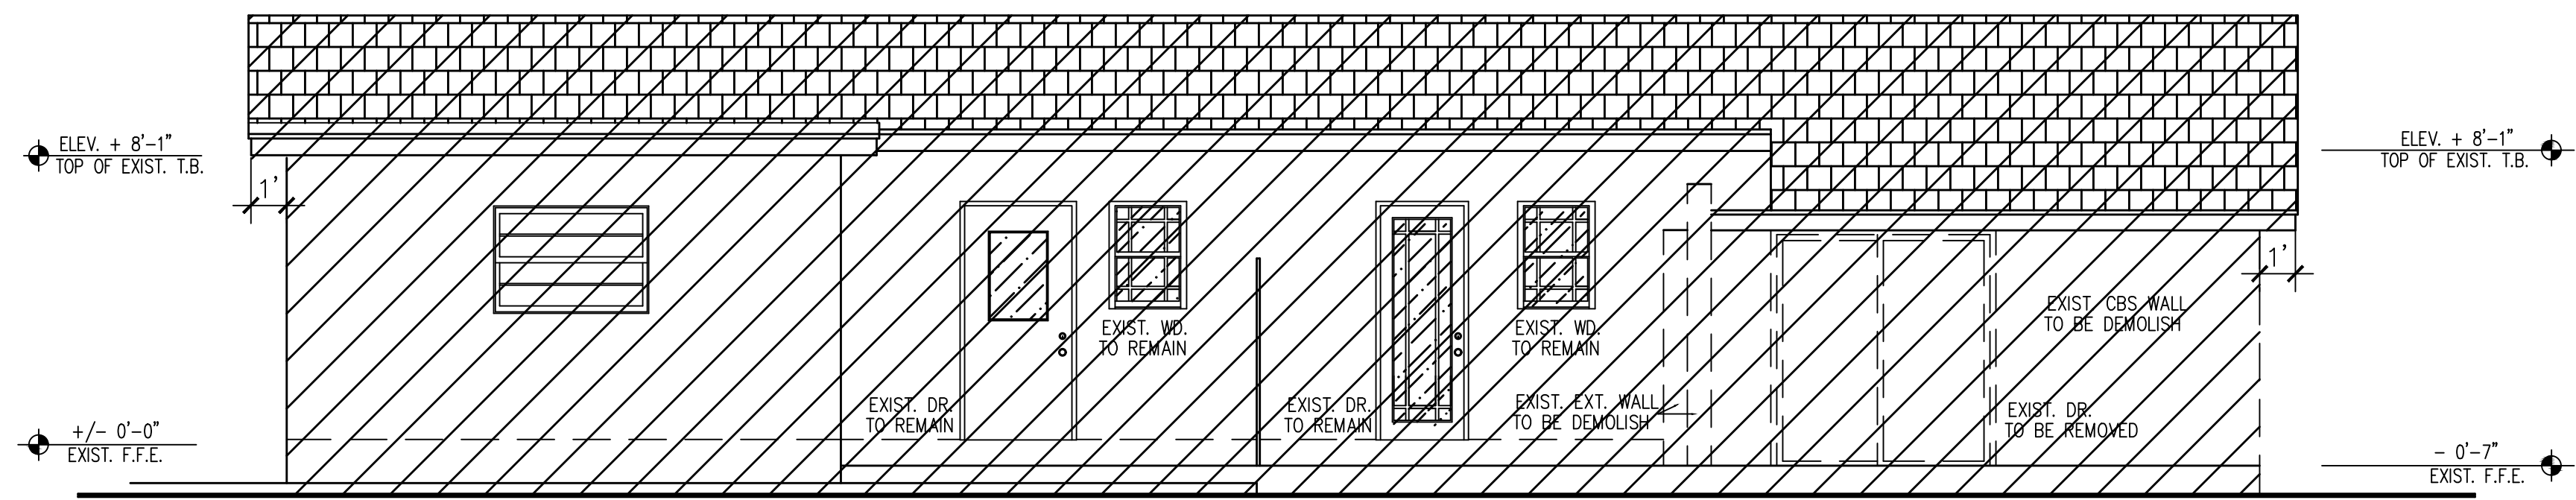 ELEV. + 8'-1"
TOP OF EXIST. T.B.
ELEV. + 8'-1"
TOP OF EXIST. T.B.
1'
1'
EXIST. WD.
TO REMAIN
EXIST. WD.
TO REMAIN
EXIST. CBS WALL
TO BE DEMOLISH
EXIST. DR.
TO REMAIN
EXIST. DR.
TO REMAIN
EXIST. EXT. WALL
TO BE DEMOLISH
EXIST. DR.
TO BE REMOVED
+/- 0'-0"
EXIST. F.F.E.
- 0'-7"
EXIST. F.F.E.